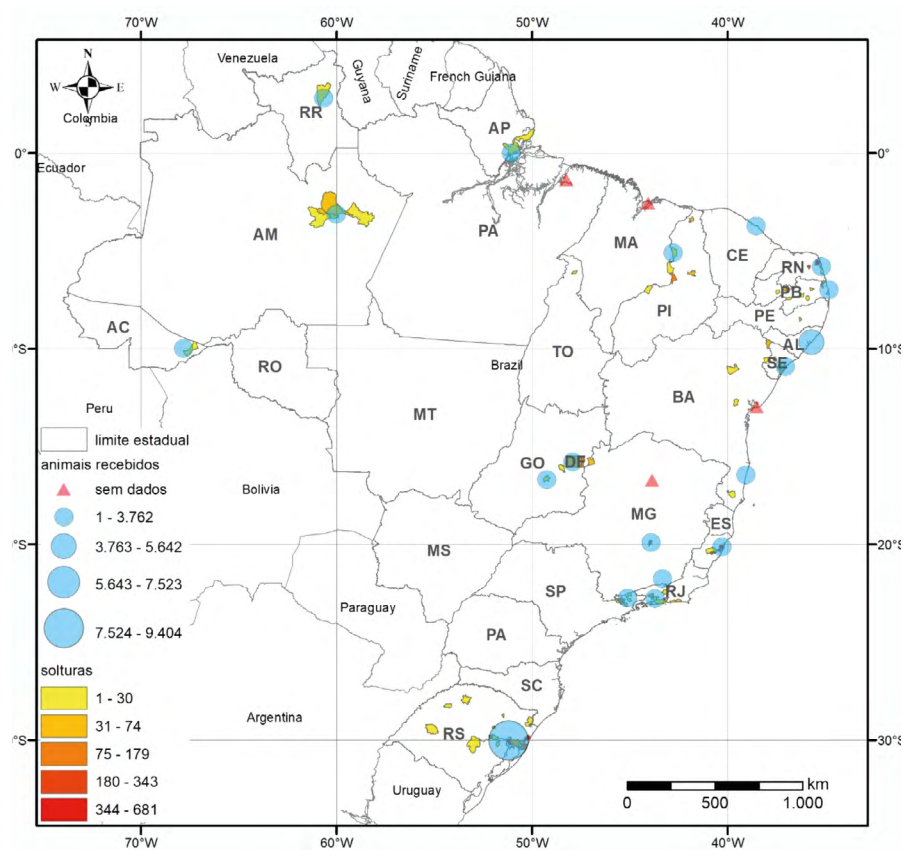 70°W 60°W 50°W 40°W
N
W E
S
Venezuela
Guyana
Suriname
French Guiana
Colombia
RR
AP
0° 0°
Ecuador
AM
PA
MA
CE
RN
PB
PI
PE
AC
AL
°S 10°S
RO
TO
Brazil
SE
BA
Peru
MT
limite estadual
animais recebidos
sem dados
1 - 3.762
3.763 - 5.642
5.643 - 7.523
7.524 - 9.404
Bolivia
GO
DF
MG
ES
°S 20°S
MS
SP
RJ
Paraguay
PA
SC
solturas
1 - 30
31 - 74
75 - 179
180 - 343
344 - 681
Argentina
RS
°S 30°S
Uruguay
km
0 500 1.000
70°W 60°W 50°W 40°W